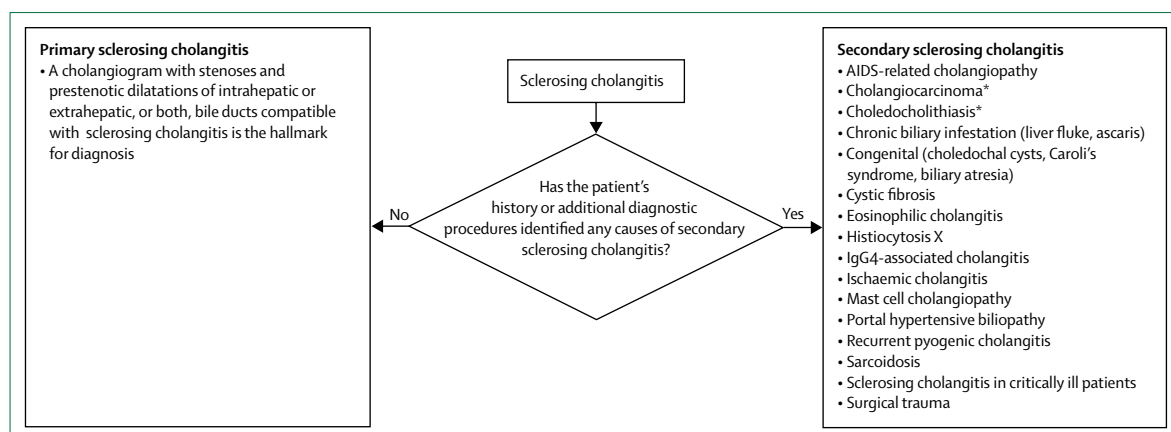 Primary sclerosing cholangitis
• A cholangiogram with stenoses and
prestenotic dilatations of intrahepatic or
extrahepatic, or both, bile ducts compatible
with sclerosing cholangitis is the hallmark
for diagnosis
Sclerosing cholangitis
Has the patient's
history or additional diagnostic
procedures identified any causes of secondary
sclerosing cholangitis?
No
Yes
Secondary sclerosing cholangitis
• AIDS-related cholangiopathy
• Cholangiocarcinoma*
• Choledocholithiasis*
• Chronic biliary infestation (liver fluke, ascaris)
• Congenital (choledochal cysts, Caroli's
syndrome, biliary atresia)
• Cystic fibrosis
• Eosinophilic cholangitis
• Histiocytosis X
• IgG4-associated cholangitis
• Ischaemic cholangitis
• Mast cell cholangiopathy
• Portal hypertensive biliopathy
• Recurrent pyogenic cholangitis
• Sarcoidosis
• Sclerosing cholangitis in critically ill patients
• Surgical trauma